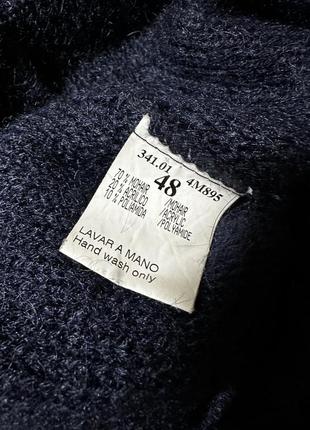 341.01 4M895
48
70 % MOHAIR /MOHAIR
20 % ACRILICO /ACRYLIC
10 % POLIAMIDA /POLYAMIDE
LAVAR A MANO
Hand wash only